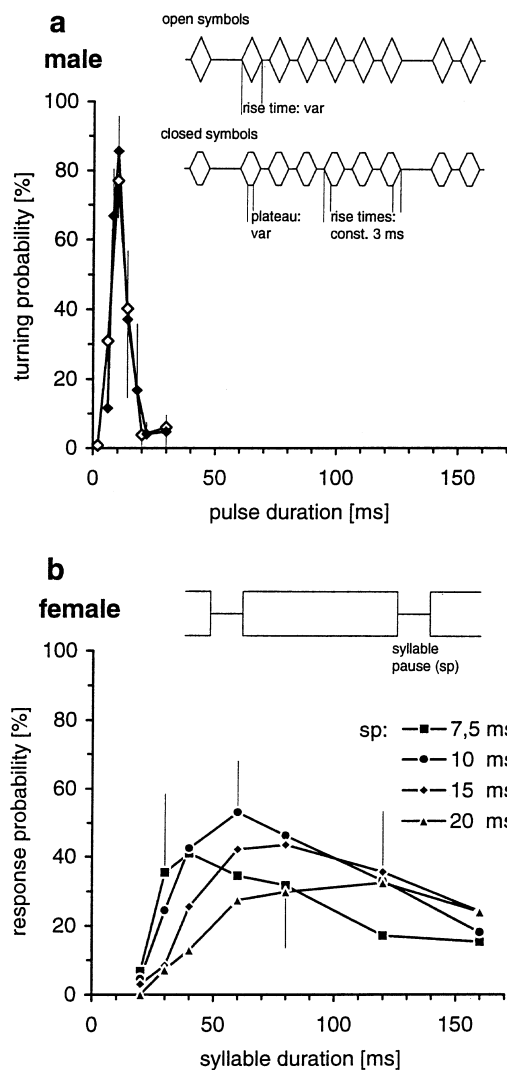 a
male
open symbols
rise time: var
closed symbols
plateau:
var
rise times:
const. 3 ms
turning probability [%]
100
80
60
40
20
0
0 50 100 150
pulse duration [ms]
b
female
syllable
pause (sp)
response probability [%]
100
80
60
40
20
0
sp: 7,5 ms
10 ms
15 ms
20 ms
0 50 100 150
syllable duration [ms]